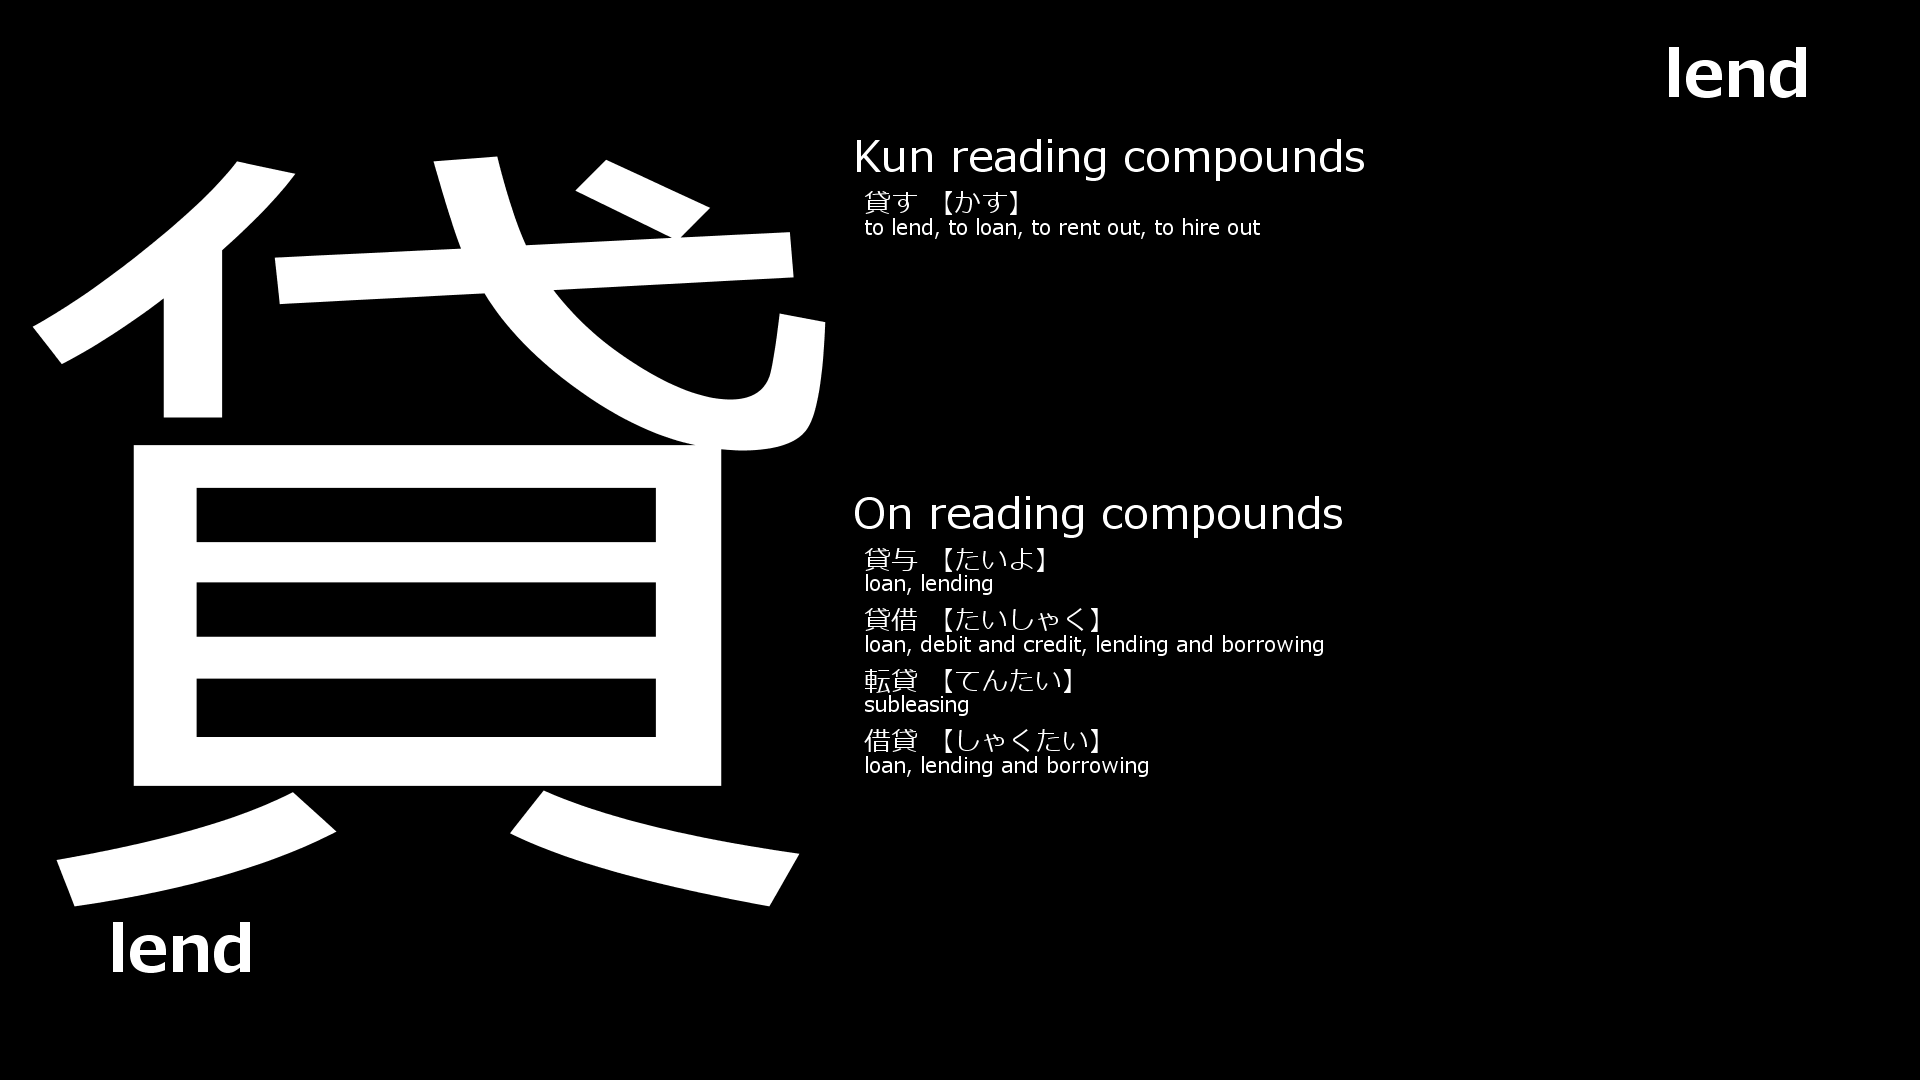 lend
貸
lend
Kun reading compounds
貸す 【かす】
to lend, to loan, to rent out, to hire out
On reading compounds
貸与 【たいよ】
loan, lending
貸借 【たいしゃく】
loan, debit and credit, lending and borrowing
転貸 【てんたい】
subleasing
借貸 【しゃくたい】
loan, lending and borrowing